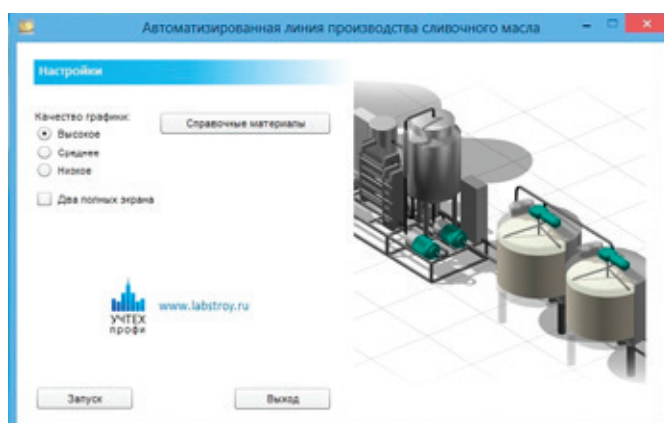 Автоматизированная линия производства сливочного масла
Настройки
Качество графики:
Справочные материалы
Высокое
Среднее
Низкое
Два полных экрана
УЧТЕХ
профи
www.labstroy.ru
Запуск
Выход